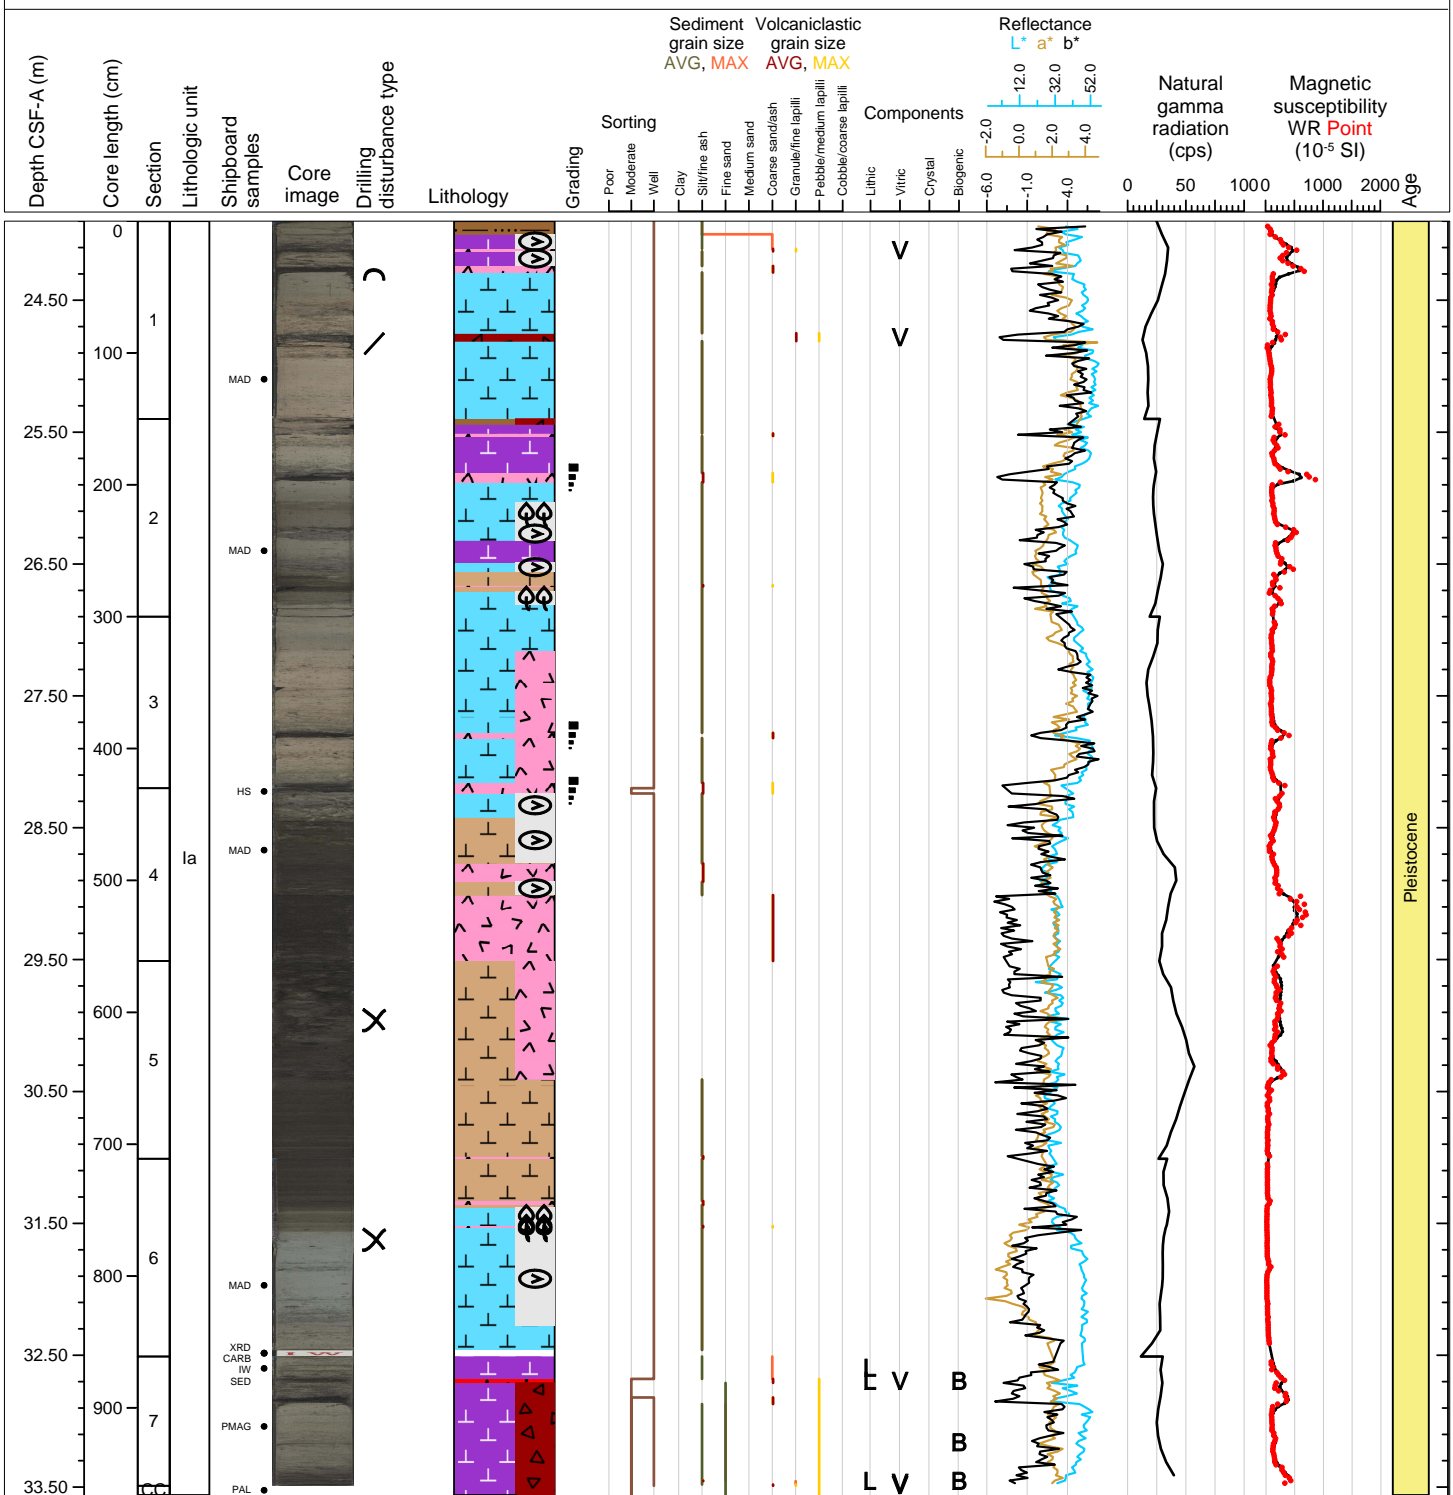 Depth CSF-A (m)
Core length (cm)
Section
Lithologic unit
Shipboard
samples
Core
image
Drilling
disturbance type
Lithology
Grading
Sorting
Poor
Moderate
Well
Sediment
grain size
AVG, MAX
Volcaniclastic
grain size
AVG, MAX
Clay
Silt/fine ash
Fine sand
Medium sand
Coarse sand/ash
Granule/fine lapilli
Pebble/medium lapilli
Cobble/coarse lapilli
Components
Lithic
Vitric
Crystal
Biogenic
Reflectance
L* a* b*
12.0 32.0 52.0
-2.0 0.0 2.0 4.0
-6.0 -1.0 4.0
Natural
gamma
radiation
(cps)
0 50 100
Magnetic
susceptibility
WR Point
(10-5 SI)
0 1000 2000
Age
0
V
24.50
1
V
100
MAD
25.50
200
2
MAD
26.50
300
27.50
3
400
HS
28.50
MAD
Ia
4
500
Pleistocene
29.50
600
5
30.50
700
31.50
6
800
MAD
XRD
32.50
CARB
IW
SED
L
L V B
900
7
PMAG
B
33.50
CC
PAL
L V B